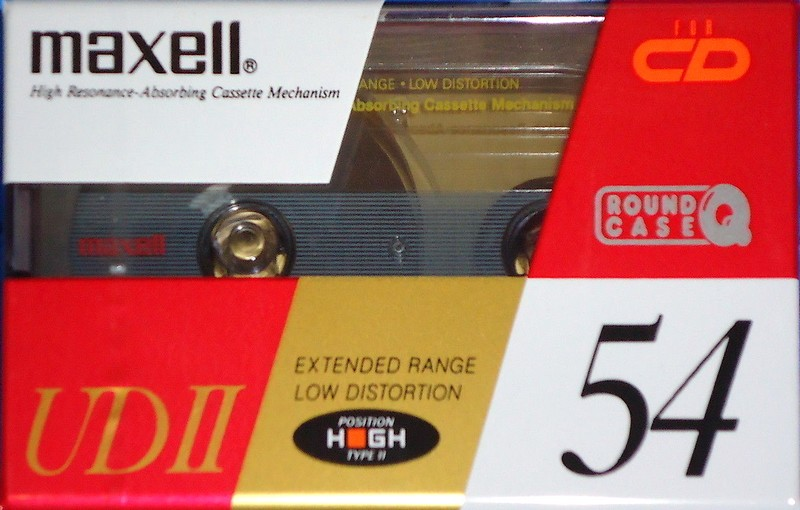 maxell®
High Resonance-Absorbing Cassette Mechanism
ANGE • LOW DISTORTION
Absorbing Cassette Mechanism
FOR
CD
ROUND
CASE Q
maxell
UDII
EXTENDED RANGE
LOW DISTORTION
POSITION
HIGH
TYPE II
54